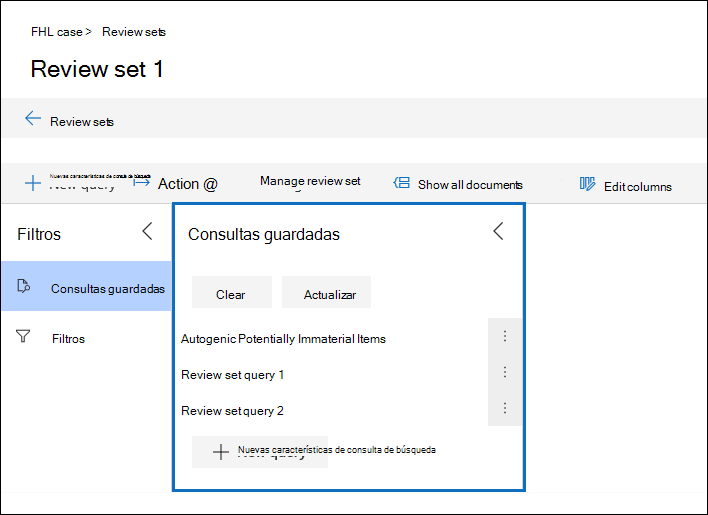 FHL case > Review sets
Review set 1
Review sets
Nuevas características de consulta de búsqueda
New query
Action @
Manage review set
Show all documents
Edit columns
Filtros
Consultas guardadas
Filtros
Consultas guardadas
Clear
Actualizar
Autogenic Potentially Immaterial Items
Review set query 1
Review set query 2
Nuevas características de consulta de búsqueda
New query